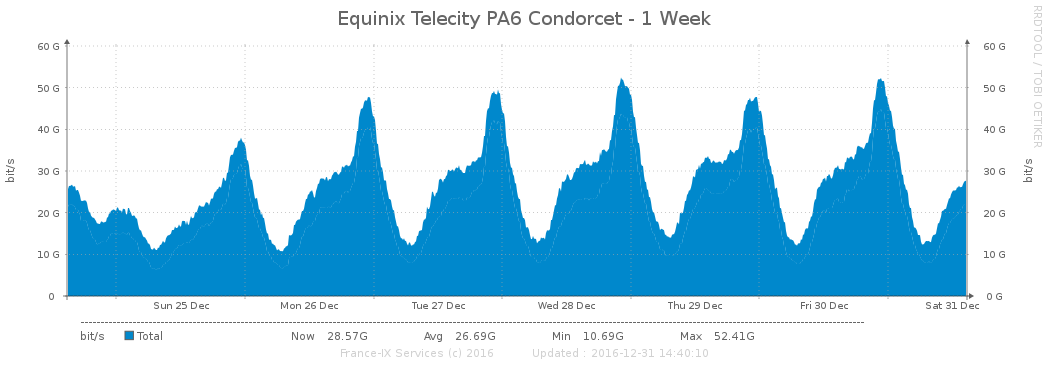 Equinix Telecity PA6 Condorcet - 1 Week
RRDTOOL / TOBI OETIKER
bit/s
60 G 60 G
50 G 50 G
40 G 40 G
30 G 30 G
20 G 20 G
10 G 10 G
0 0 G
bit/s
Sun 25 Dec Mon 26 Dec Tue 27 Dec Wed 28 Dec Thu 29 Dec Fri 30 Dec Sat 31 Dec
bit/s Total Now 28.57G Avg 26.69G Min 10.69G Max 52.41G
France-IX Services (c) 2016 Updated : 2016-12-31 14:40:10